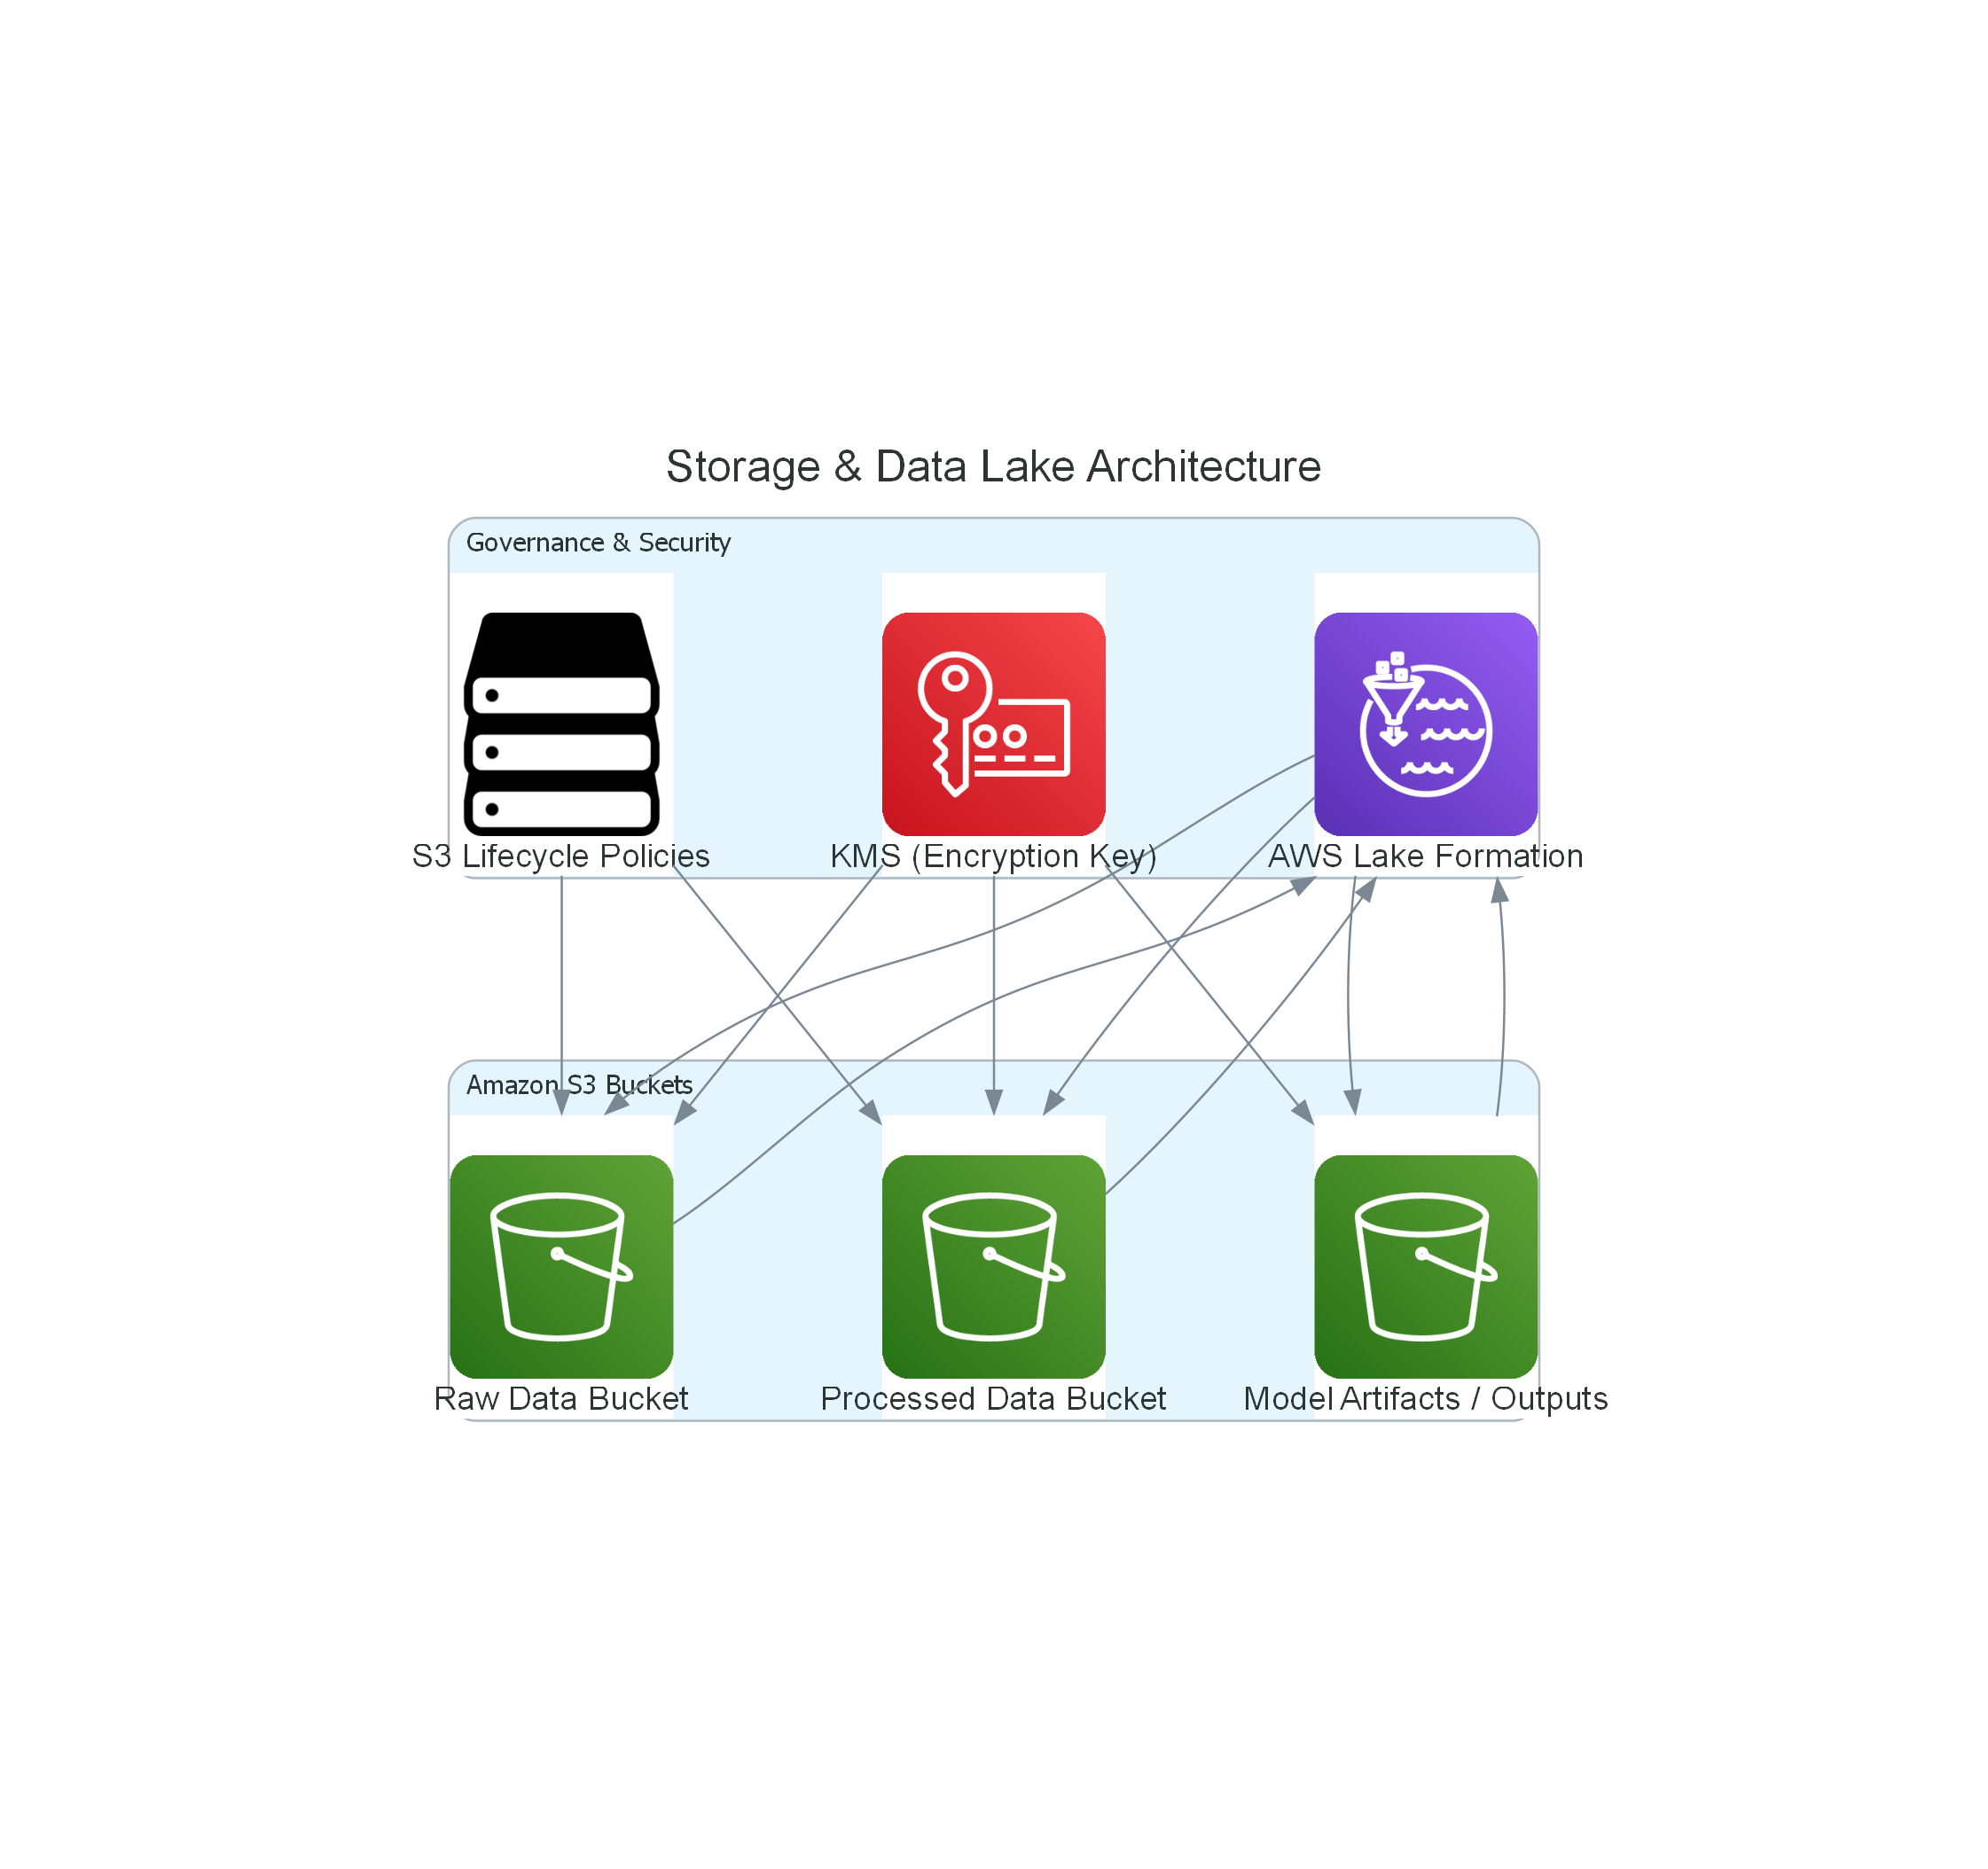 Storage & Data Lake Architecture
Governance & Security
S3 Lifecycle Policies
KMS (Encryption Key)
AWS Lake Formation
Amazon S3 Buckets
Raw Data Bucket
Processed Data Bucket
Model Artifacts / Outputs